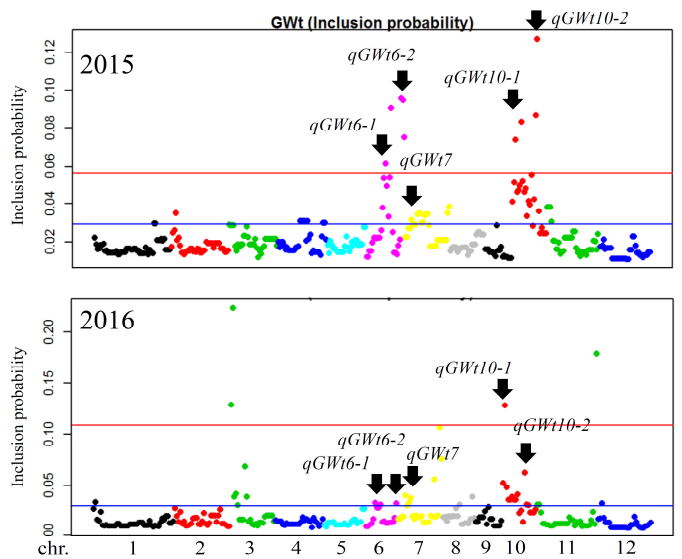 GWt (Inclusion probability)
2015
qGWt10-2
qGWt6-2
qGWt10-1
qGWt6-1
qGWt7
Inclusion probability
0.12
0.10
0.08
0.06
0.04
0.02
2016
qGWt10-1
qGWt10-2
qGWt6-2
qGWt6-1
qGWt7
Inclusion probability
0.20
0.15
0.10
0.05
0.00
chr. 1 2 3 4 5 6 7 8 9 10 11 12